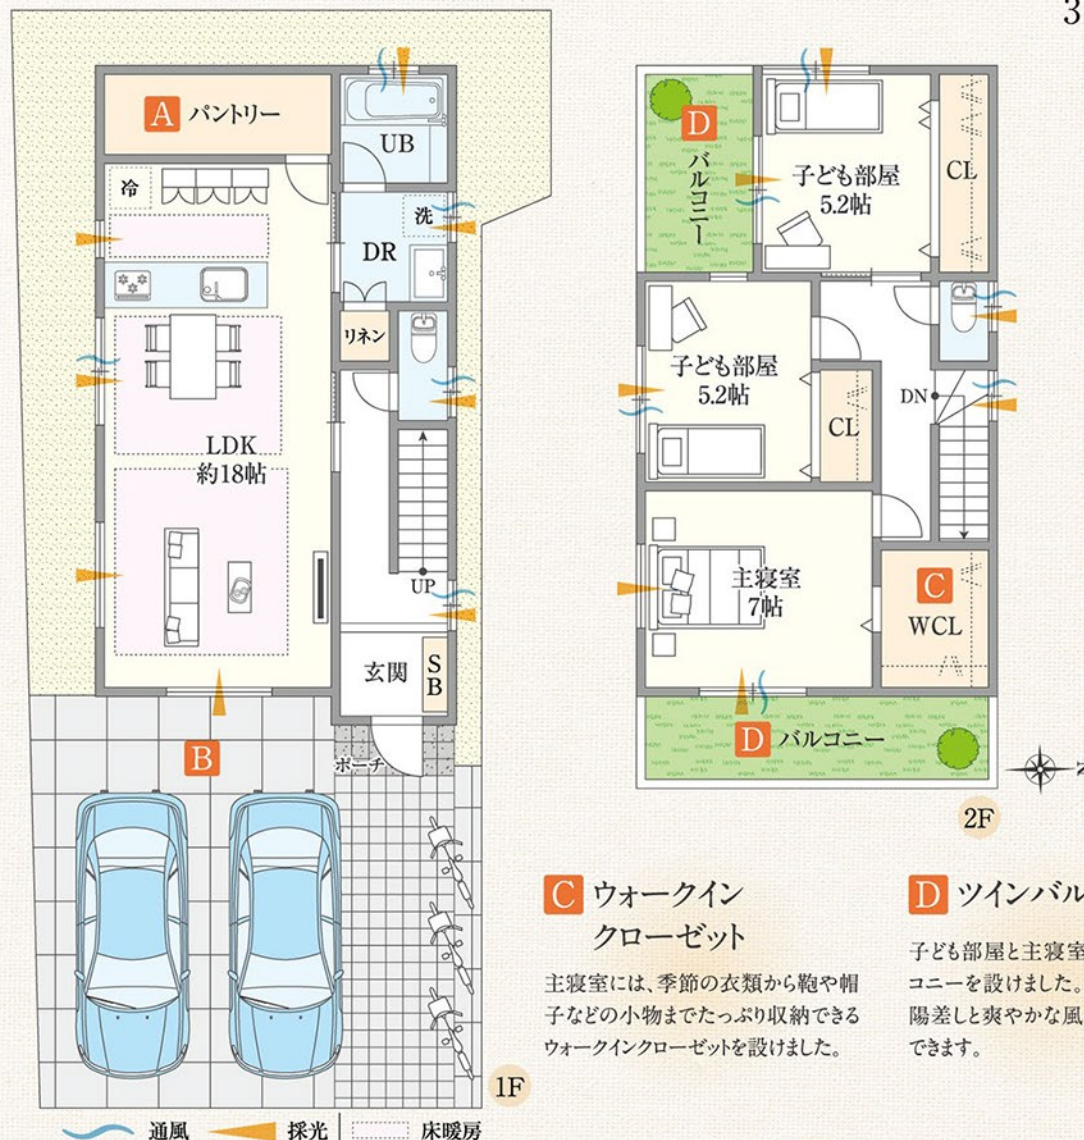 3
A パントリー
UB
冷
洗
DR
リネン
LDK
約18帖
UP
玄関
SB
B
ポーチ
1F
通風 採光 床暖房
D バルコニー
子ども部屋
5.2帖
CL
子ども部屋
5.2帖
CL
DN
主寝室
7帖
C
WCL
D バルコニー
2F
C ウォークイン
クローゼット
主寝室には、季節の衣類から鞄や帽
子などの小物までたっぷり収納できる
ウォークインクローゼットを設けました。
D ツインバル
子ども部屋と主寝室
コニーを設けました。
陽差しと爽やかな風
できます。